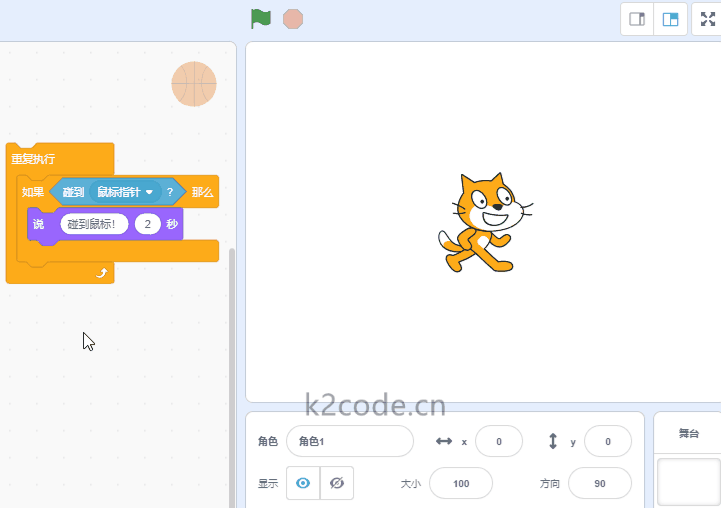 重复执行
如果 碰到 鼠标指针 ? 那么
说 碰到鼠标! 2 秒
k2code.cn
角色 角色1 x 0 y 0
显示 大小 100 方向 90
舞台